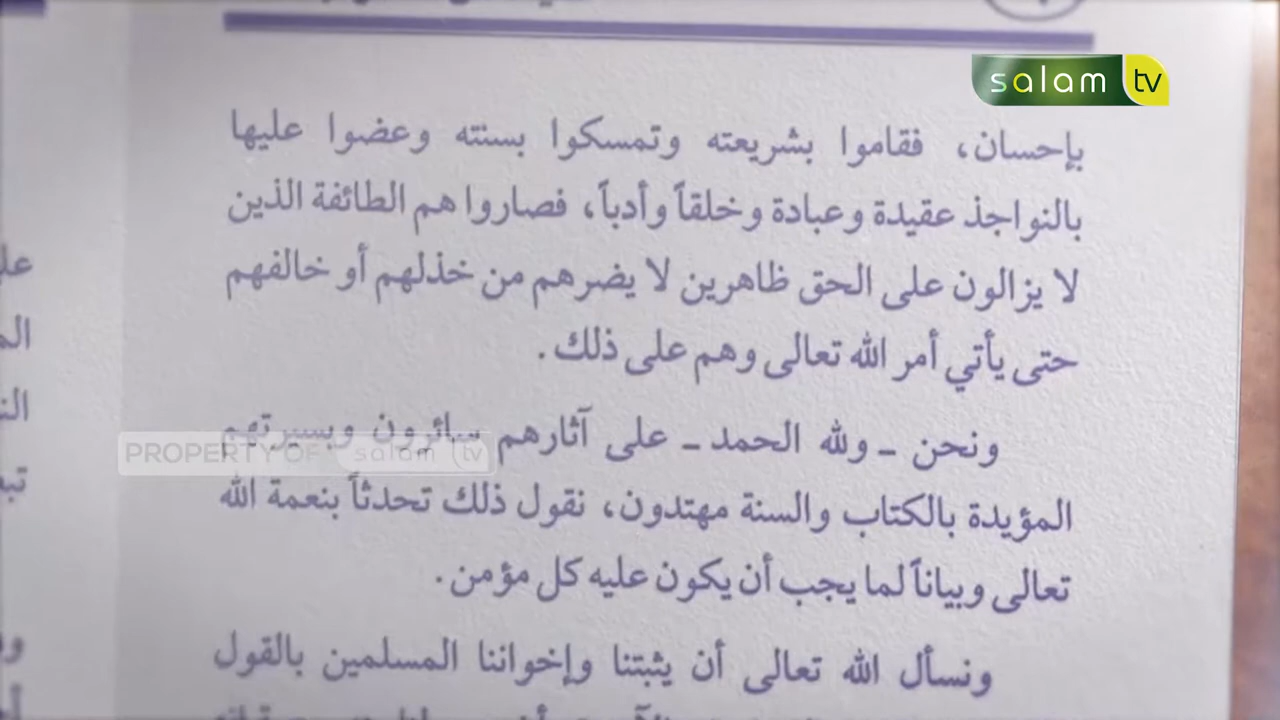 salam tv
بإحسان، فقاموا بشريعته وتمسكوا بسنته وعضوا عليها
بالنواجذ عقيدة وعبادة وخلقاً وأدباً، فصاروا هم الطائفة الذين
لا يزالون على الحق ظاهرين لا يضرهم من خذلهم أو خالفهم
حتى يأتي أمر الله تعالى وهم على ذلك.
ونحن ـ ولله الحمد ـ على آثارهم سائرون وبسيرتهم
PROPERTY OF salam tv
المؤيدة بالكتاب والسنة مهتدون، نقول ذلك تحدثاً بنعمة الله
تعالى وبياناً لما يجب أن يكون عليه كل مؤمن.
ونسأل الله تعالى أن يثبتنا وإخواننا المسلمين بالقول